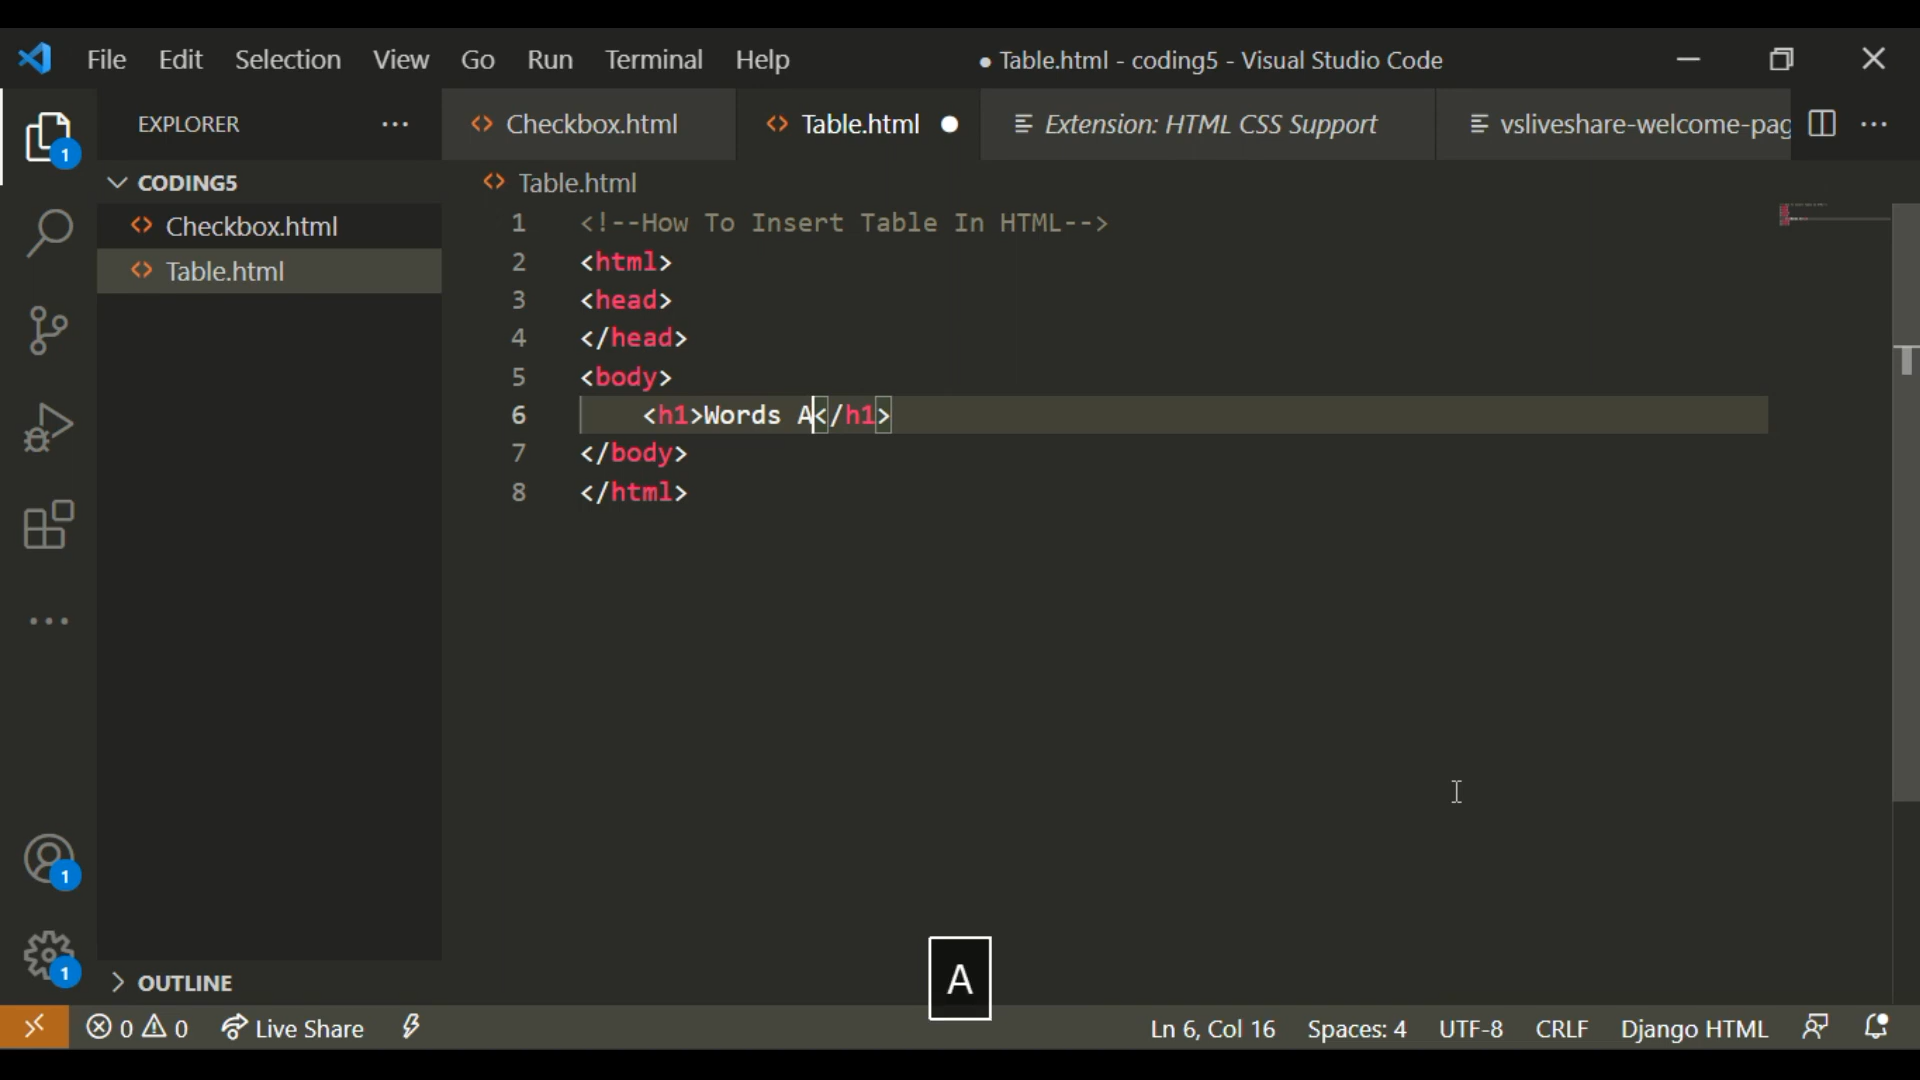 File Edit Selection View Go Run Terminal Help ● Table.html - coding5 - Visual Studio Code
EXPLORER ··· <> Checkbox.html <> Table.html ● Extension: HTML CSS Support vsliveshare-welcome-pag ···
1
CODING5
<> Table.html
<> Checkbox.html
<> Table.html
1 <!--How To Insert Table In HTML-->
2 <html>
3 <head>
4 </head>
5 <body>
6 <h1>Words A</h1>
7 </body>
8 </html>
1
1
OUTLINE
A
0 0 Live Share Ln 6, Col 16 Spaces: 4 UTF-8 CRLF Django HTML